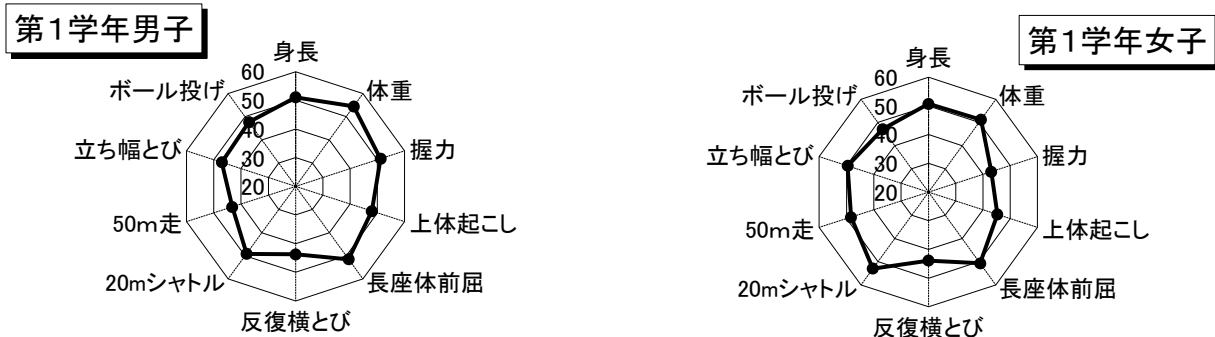 第1学年男子
身長
体重
握力
上体起こし
長座体前屈
反復横とび
20mシャトル
50m走
立ち幅とび
ボール投げ
60
50
40
30
20
第1学年女子
身長
体重
握力
上体起こし
長座体前屈
反復横とび
20mシャトル
50m走
立ち幅とび
ボール投げ
60
50
40
30
20